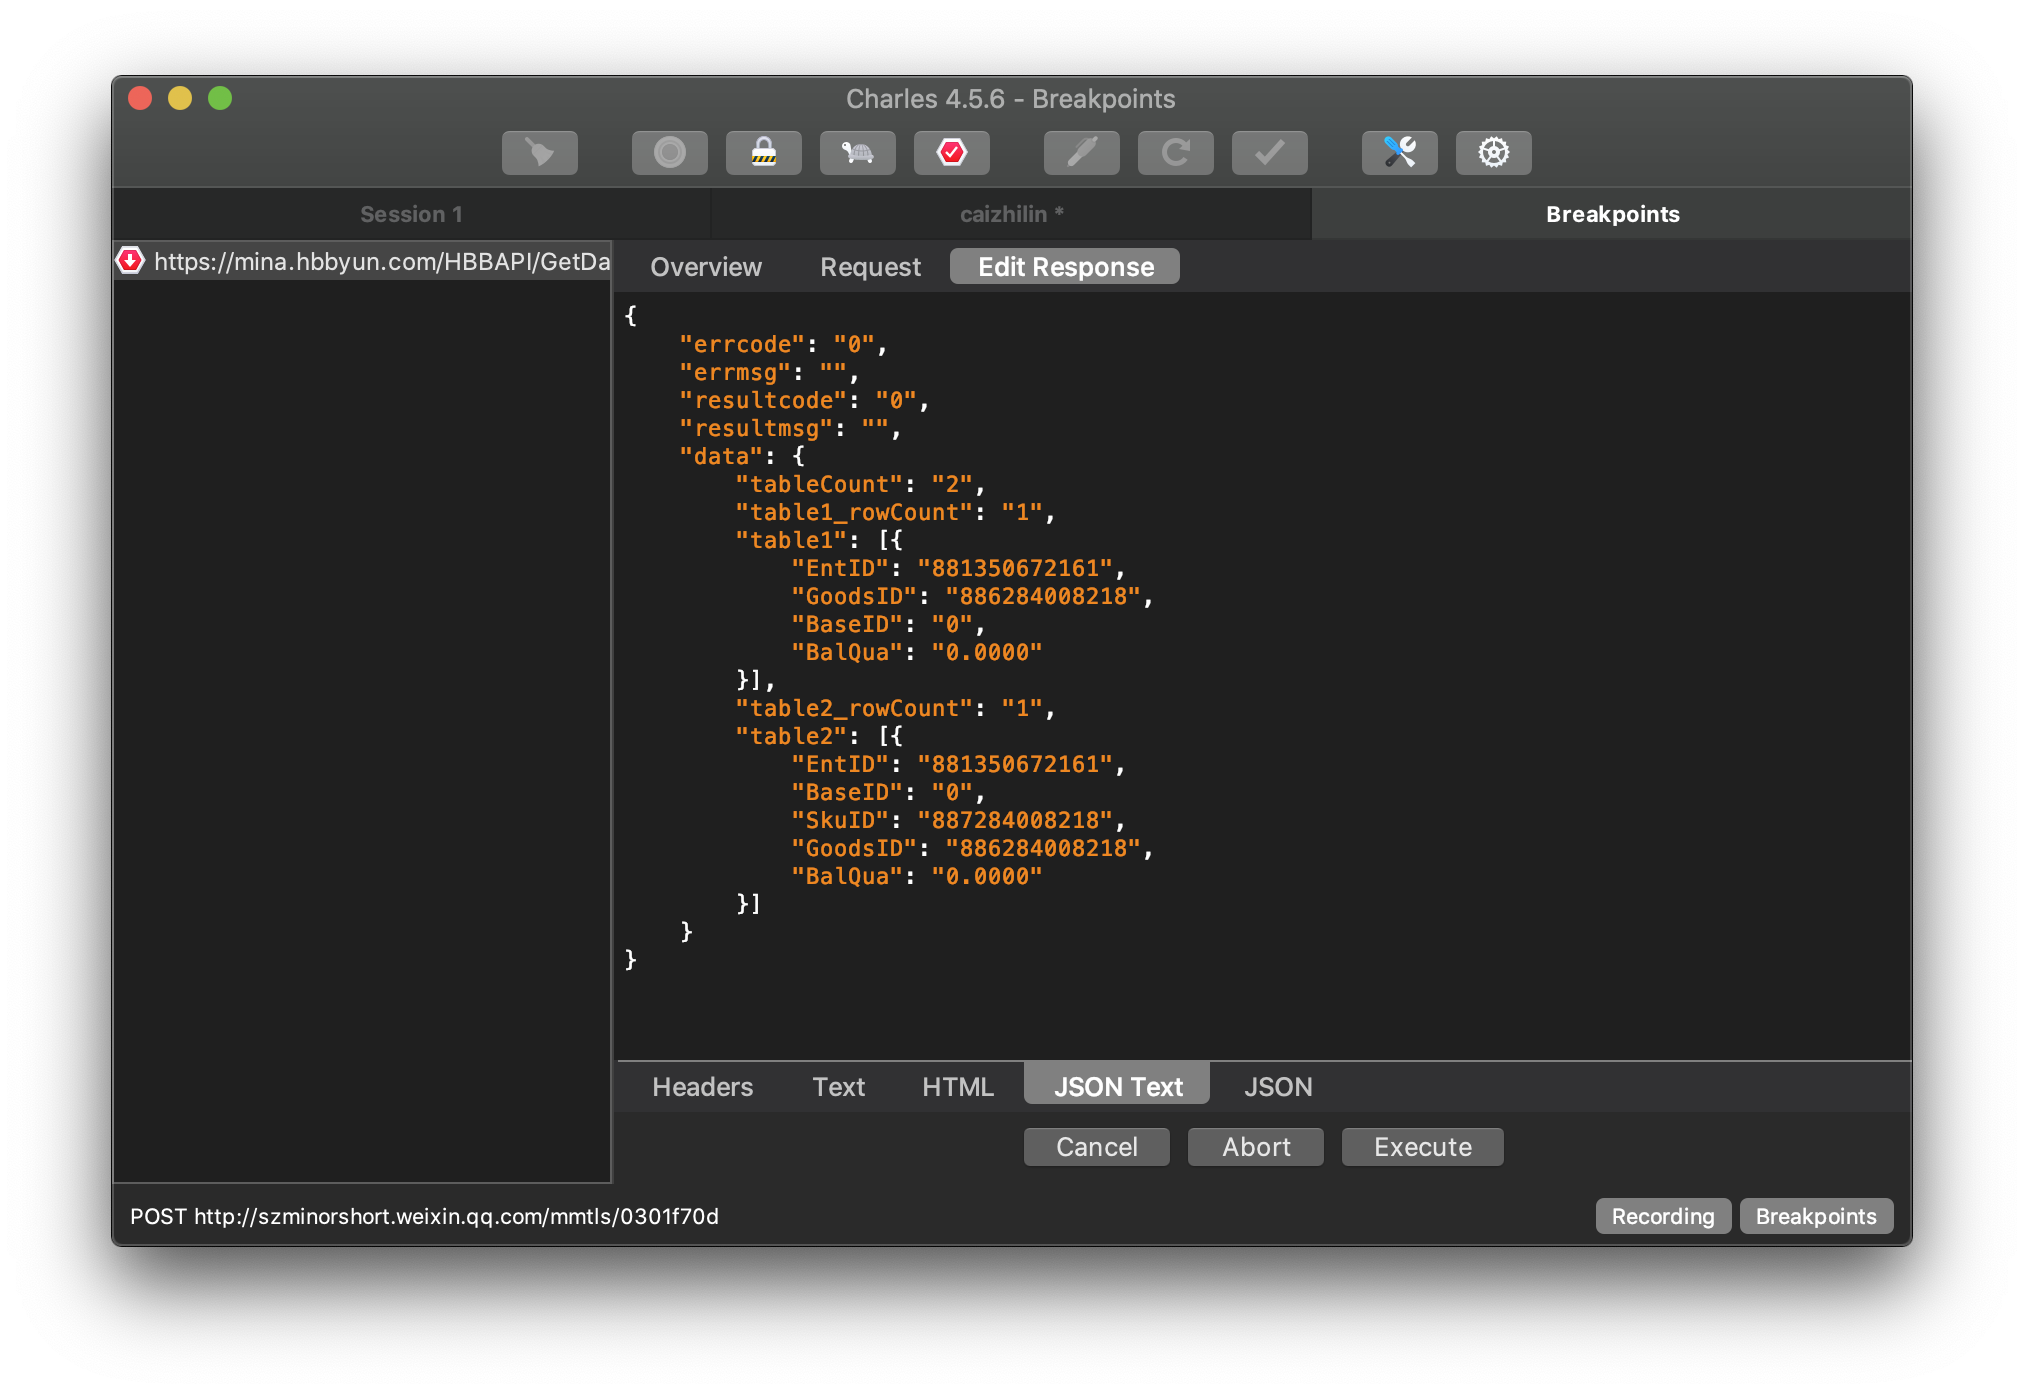 Charles 4.5.6 - Breakpoints
Session 1
caizhilin *
Breakpoints
https://mina.hbbyun.com/HBBAPI/GetDa
Overview
Request
Edit Response
{
"errcode": "0",
"errmsg": "",
"resultcode": "0",
"resultmsg": "",
"data": {
"tableCount": "2",
"table1_rowCount": "1",
"table1": [{
"EntID": "881350672161",
"GoodsID": "886284008218",
"BaseID": "0",
"BalQua": "0.0000"
}],
"table2_rowCount": "1",
"table2": [{
"EntID": "881350672161",
"BaseID": "0",
"SkuID": "887284008218",
"GoodsID": "886284008218",
"BalQua": "0.0000"
}]
}
}
Headers
Text
HTML
JSON Text
JSON
Cancel
Abort
Execute
POST http://szminorshort.weixin.qq.com/mmtls/0301f70d
Recording
Breakpoints